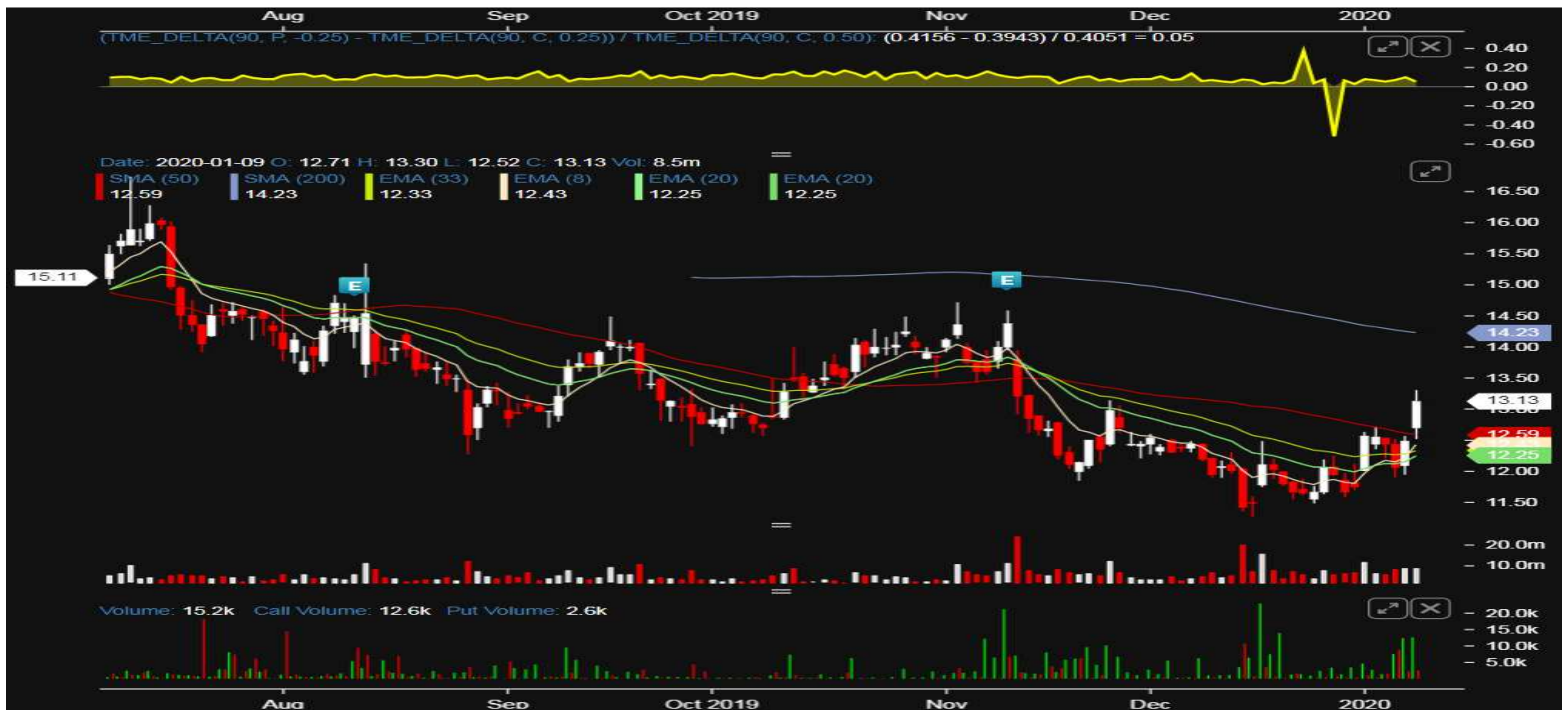 Aug Sep Oct 2019 Nov Dec 2020
(TME_DELTA(90, P, -0.25) - TME_DELTA(90, C, 0.25)) / TME_DELTA(90, C, 0.50): (0.4156 - 0.3943) / 0.4051 = 0.05
0.40
0.20
0.00
-0.20
-0.40
-0.60
Date: 2020-01-09 O: 12.71 H: 13.30 L: 12.52 C: 13.13 Vol: 8.5m
SMA (50) SMA (200) EMA (33) EMA (8) EMA (20) EMA (20)
12.59 14.23 12.33 12.43 12.25 12.25
16.50
16.00
15.50
15.11
E
E
15.00
14.50
14.23
14.00
13.50
13.13
13.00
12.59
12.43
12.25
12.00
11.50
20.0m
10.0m
Volume: 15.2k Call Volume: 12.6k Put Volume: 2.6k
20.0k
15.0k
10.0k
5.0k
Aug Sep Oct 2019 Nov Dec 2020